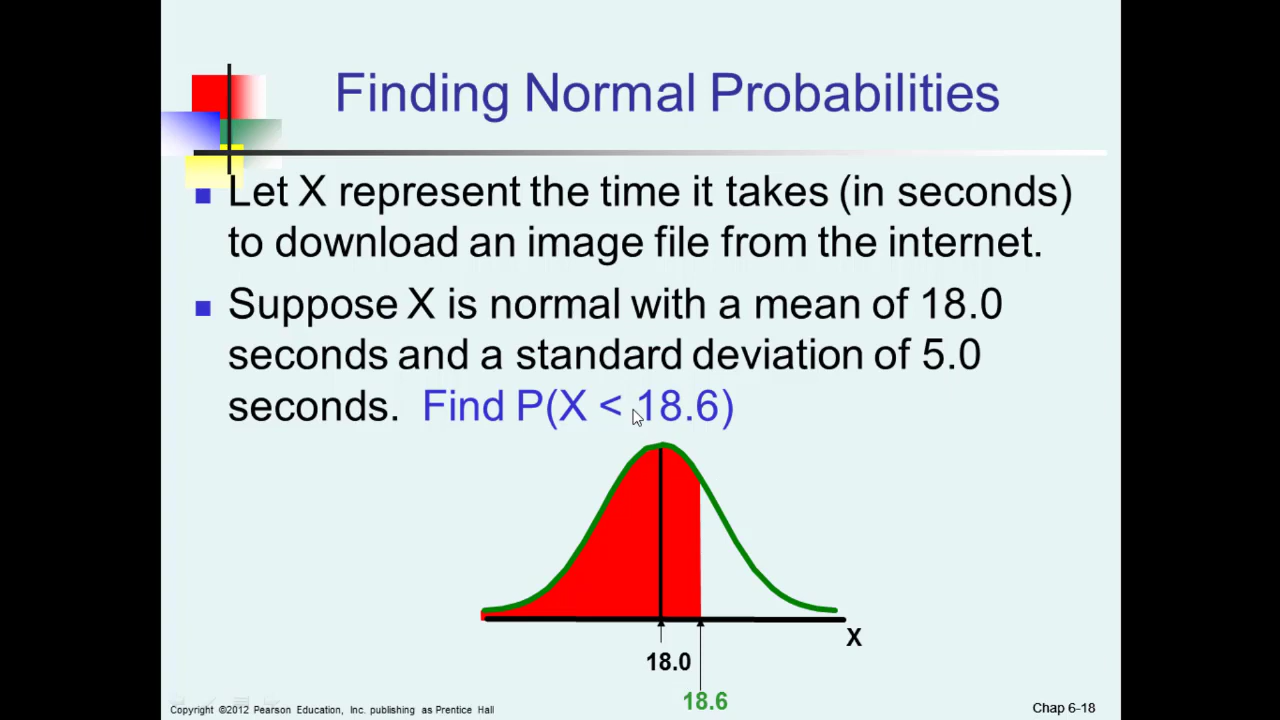 Finding Normal Probabilities
Let X represent the time it takes (in seconds)
to download an image file from the internet.
Suppose X is normal with a mean of 18.0
seconds and a standard deviation of 5.0
seconds. Find P(X < 18.6)
X
18.0
18.6
Copyright ©2012 Pearson Education, Inc. publishing as Prentice Hall
Chap 6-18